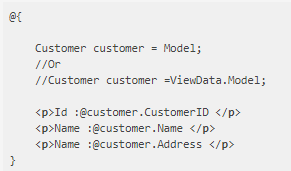 @{
Customer customer = Model;
//Or
//Customer customer =ViewData.Model;
<p>Id :@customer.CustomerID </p>
<p>Name :@customer.Name </p>
<p>Name :@customer.Address </p>
}